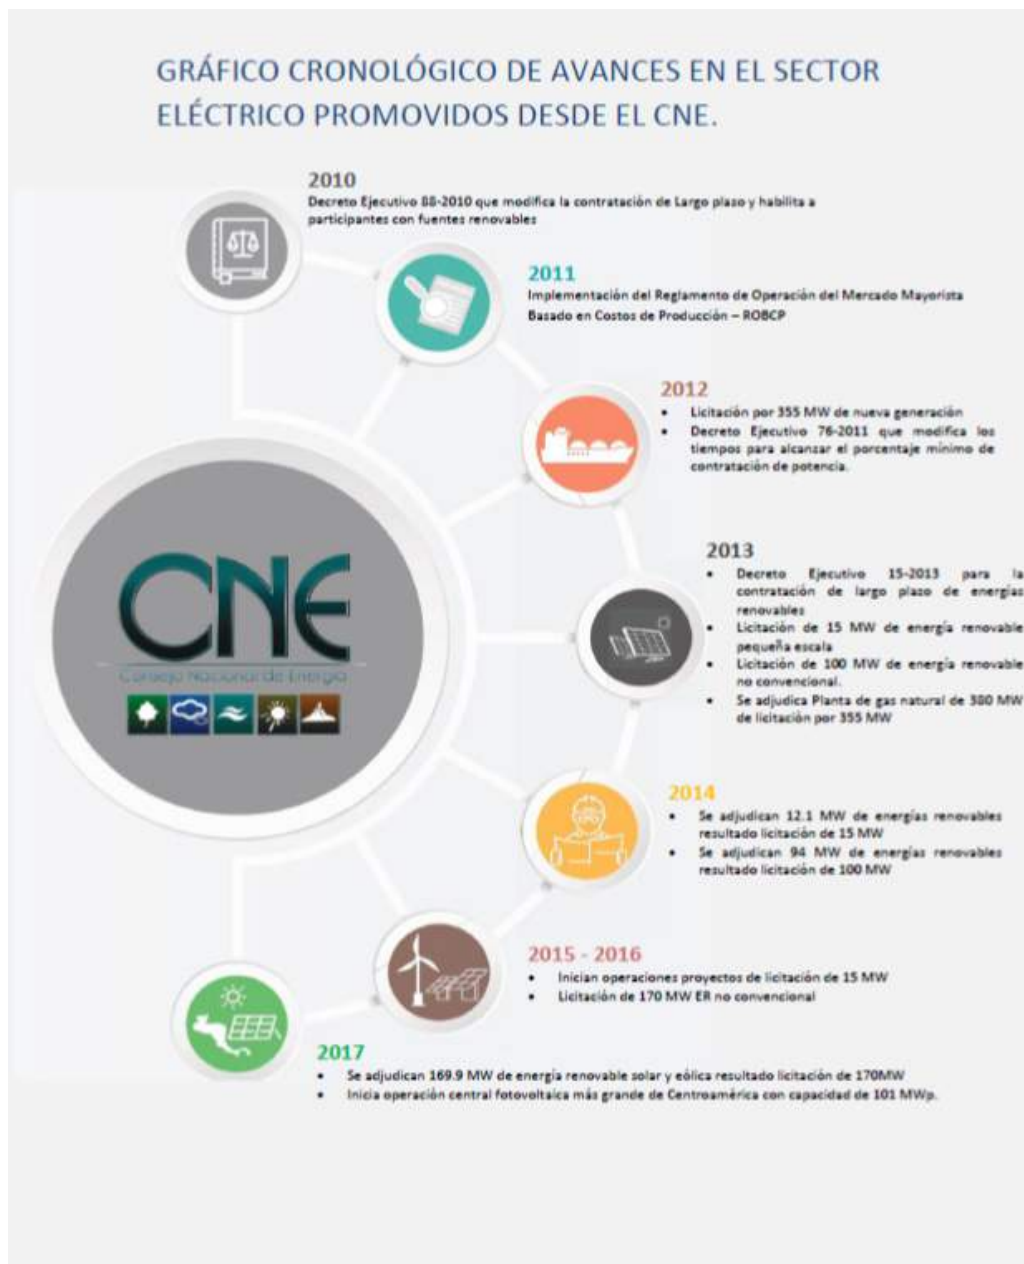 GRÁFICO CRONOLÓGICO DE AVANCES EN EL SECTOR
ELÉCTRICO PROMOVIDOS DESDE EL CNE.
2010
Decreto Ejecutivo 88-2010 que modifica la contratación de Largo plazo y habilita a
participantes con fuentes renovables
2011
Implementación del Reglamento de Operación del Mercado Mayorista
Basado en Costos de Producción – ROBCP
2012
• Licitación por 355 MW de nueva generación
• Decreto Ejecutivo 76-2011 que modifica los
tiempos para alcanzar el porcentaje mínimo de
contratación de potencia.
CNE
Consejo Nacional de Energía
2013
• Decreto Ejecutivo 15-2013 para la
contratación de largo plazo de energías
renovables
• Licitación de 15 MW de energía renovable
pequeña escala
• Licitación de 100 MW de energía renovable
no convencional.
• Se adjudica Planta de gas natural de 380 MW
de licitación por 355 MW
2014
• Se adjudican 12.1 MW de energías renovables
resultado licitación de 15 MW
• Se adjudican 94 MW de energías renovables
resultado licitación de 100 MW
2015 - 2016
• Inician operaciones proyectos de licitación de 15 MW
• Licitación de 170 MW ER no convencional
2017
• Se adjudican 169.9 MW de energía renovable solar y eólica resultado licitación de 170MW
• Inicia operación central fotovoltaica más grande de Centroamérica con capacidad de 101 MWp.